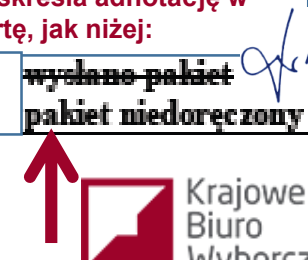 skreśla adnotację w
rtę, jak niżej:
wysłano pakiet
pakiet niedoręczony
Krajowe
Biuro
Wyborcz